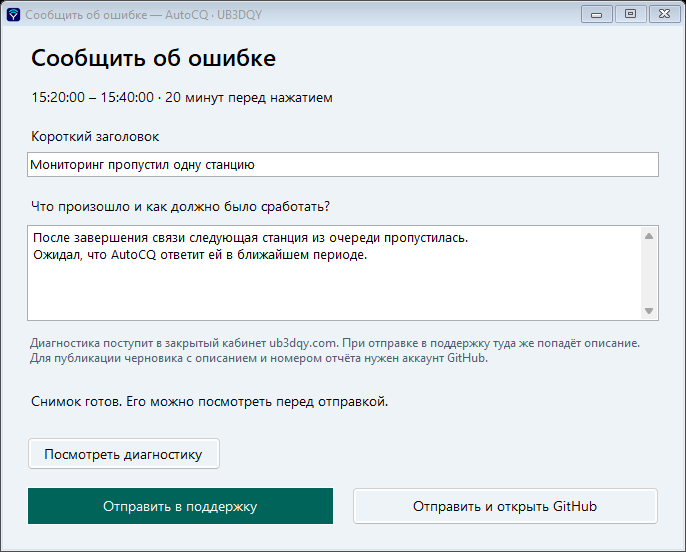 Сообщить об ошибке — AutoCQ · UB3DQY
Сообщить об ошибке
15:20:00 – 15:40:00 · 20 минут перед нажатием
Короткий заголовок
Мониторинг пропустил одну станцию
Что произошло и как должно было сработать?
После завершения связи следующая станция из очереди пропустилась.
Ожидал, что AutoCQ ответит ей в ближайшем периоде.
Диагностика поступит в закрытый кабинет ub3dqy.com. При отправке в поддержку туда же попадёт описание.
Для публикации черновика с описанием и номером отчёта нужен аккаунт GitHub.
Снимок готов. Его можно посмотреть перед отправкой.
Посмотреть диагностику
Отправить в поддержку
Отправить и открыть GitHub